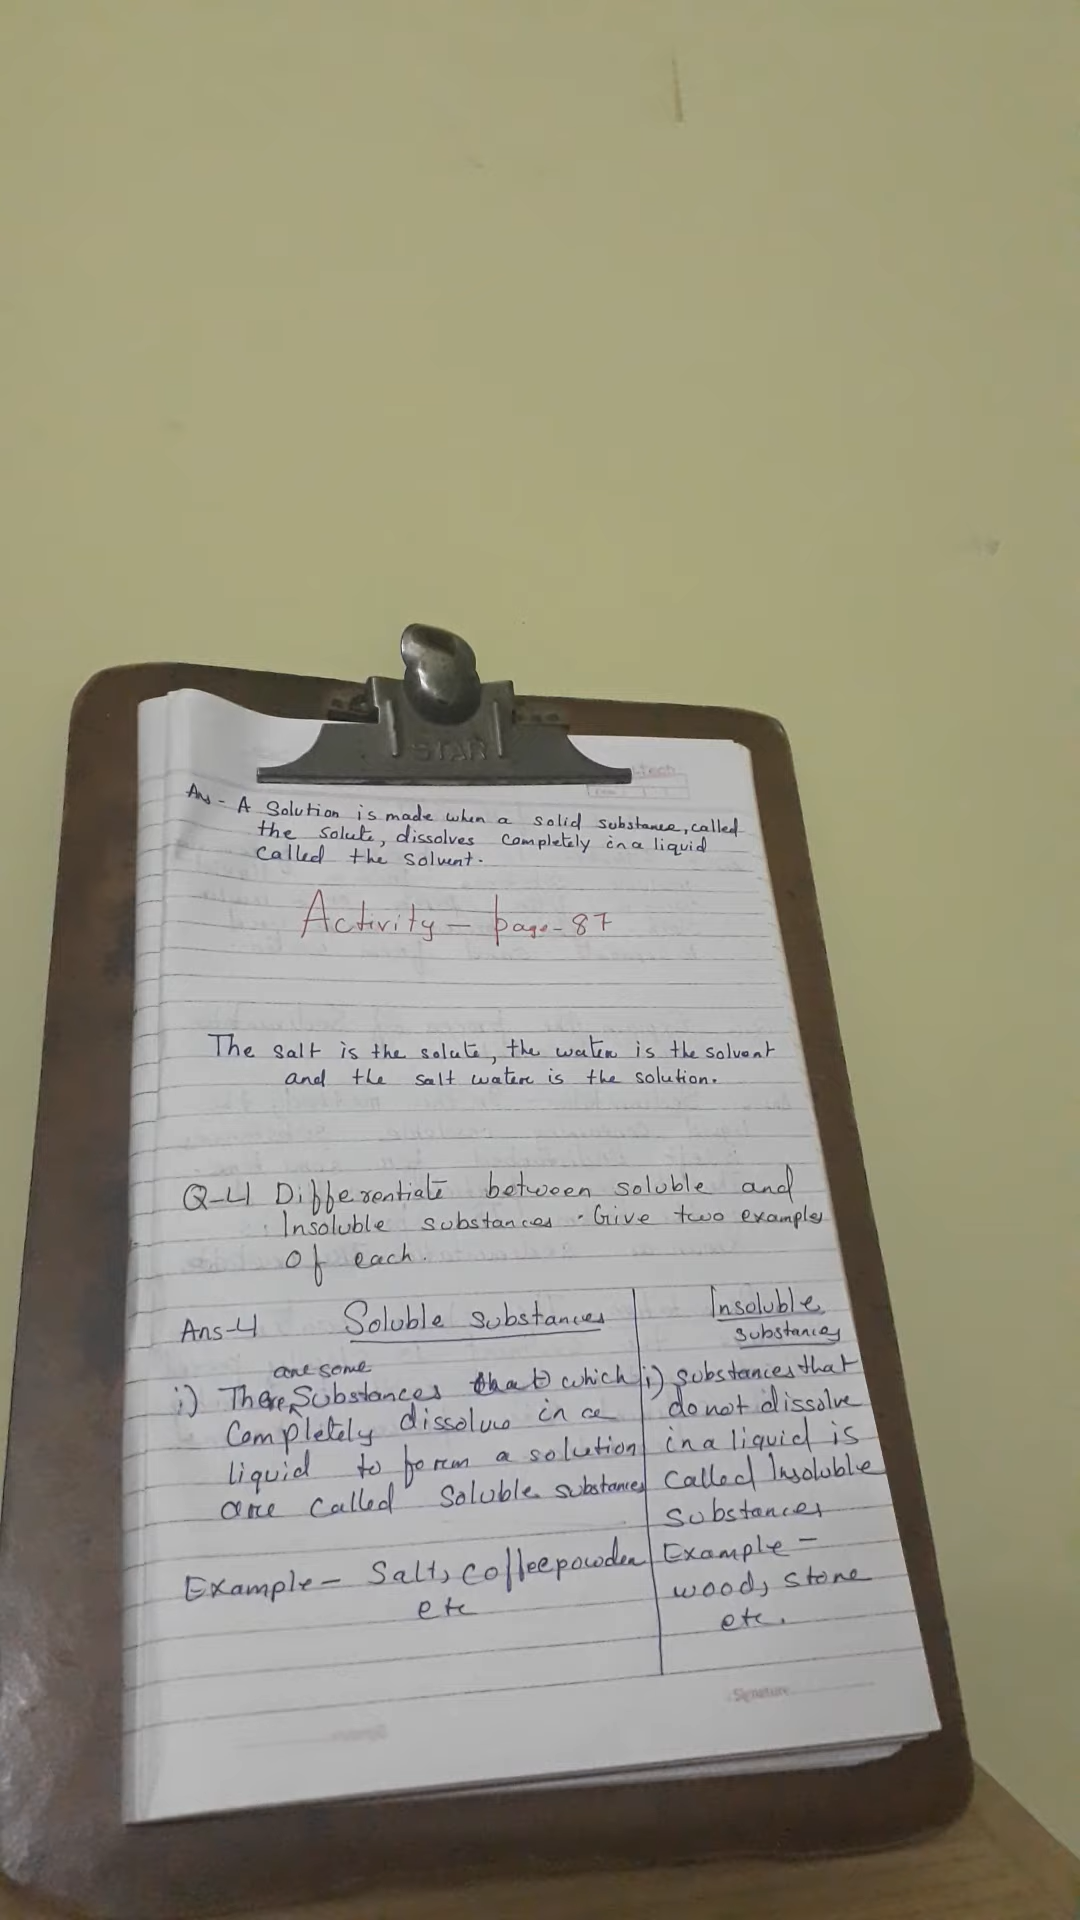 STAR
Ans - A Solution is made when a solid substance, called
the solute, dissolves completely in a liquid
called the solvent.
Activity - page - 87
The salt is the solute, the water is the solvent
and the salt water is the solution.
Q-4 Differentiate between soluble and
Insoluble substances. Give two examples
of each.
Ans-4 Soluble substances
are some
i) There Substances that which
Completely dissolve in a
liquid to form a solution
are called Soluble substances
Example - Salt, coffee powder
etc
Insoluble
substances
i) substances that
do not dissolve
in a liquid is
called Insoluble
substances
Example -
wood, stone
etc.
Signature